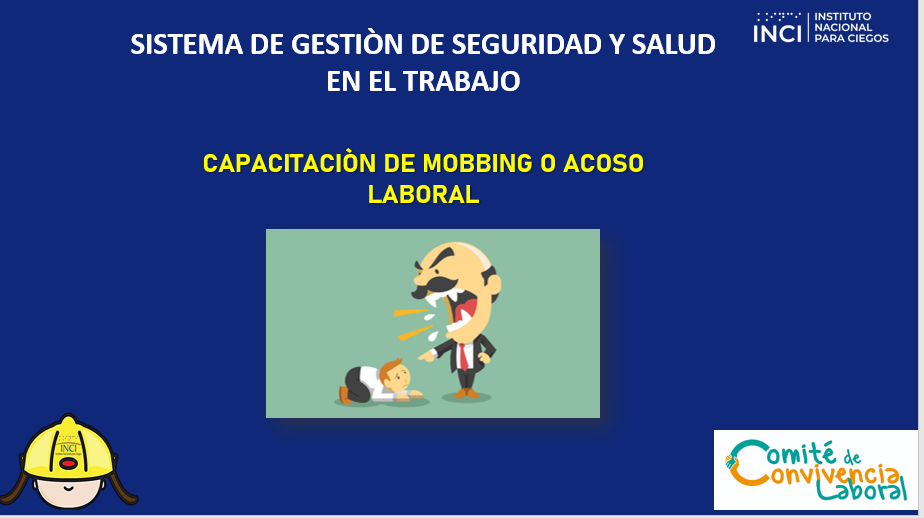 SISTEMA DE GESTIÒN DE SEGURIDAD Y SALUD
EN EL TRABAJO
INCI
INSTITUTO
NACIONAL
PARA CIEGOS
CAPACITACIÒN DE MOBBING O ACOSO
LABORAL
INCI
Comité de
Convivencia
Laboral